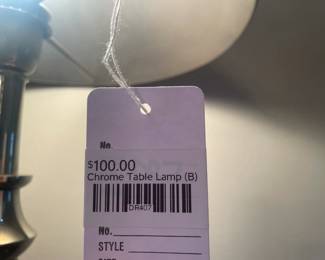 No.
$100.00
Chrome Table Lamp (B)
No.
STYLE